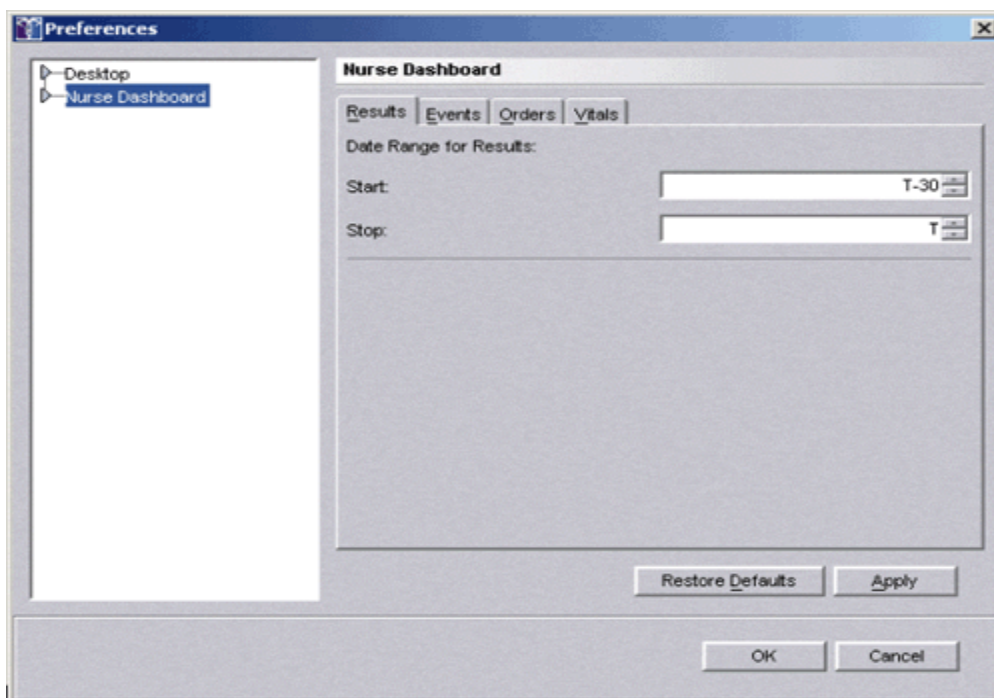 Preferences
Desktop
Nurse Dashboard
Nurse Dashboard
Results Events Orders Vitals
Date Range for Results:
Start: T-30
Stop: T
Restore Defaults Apply
OK Cancel